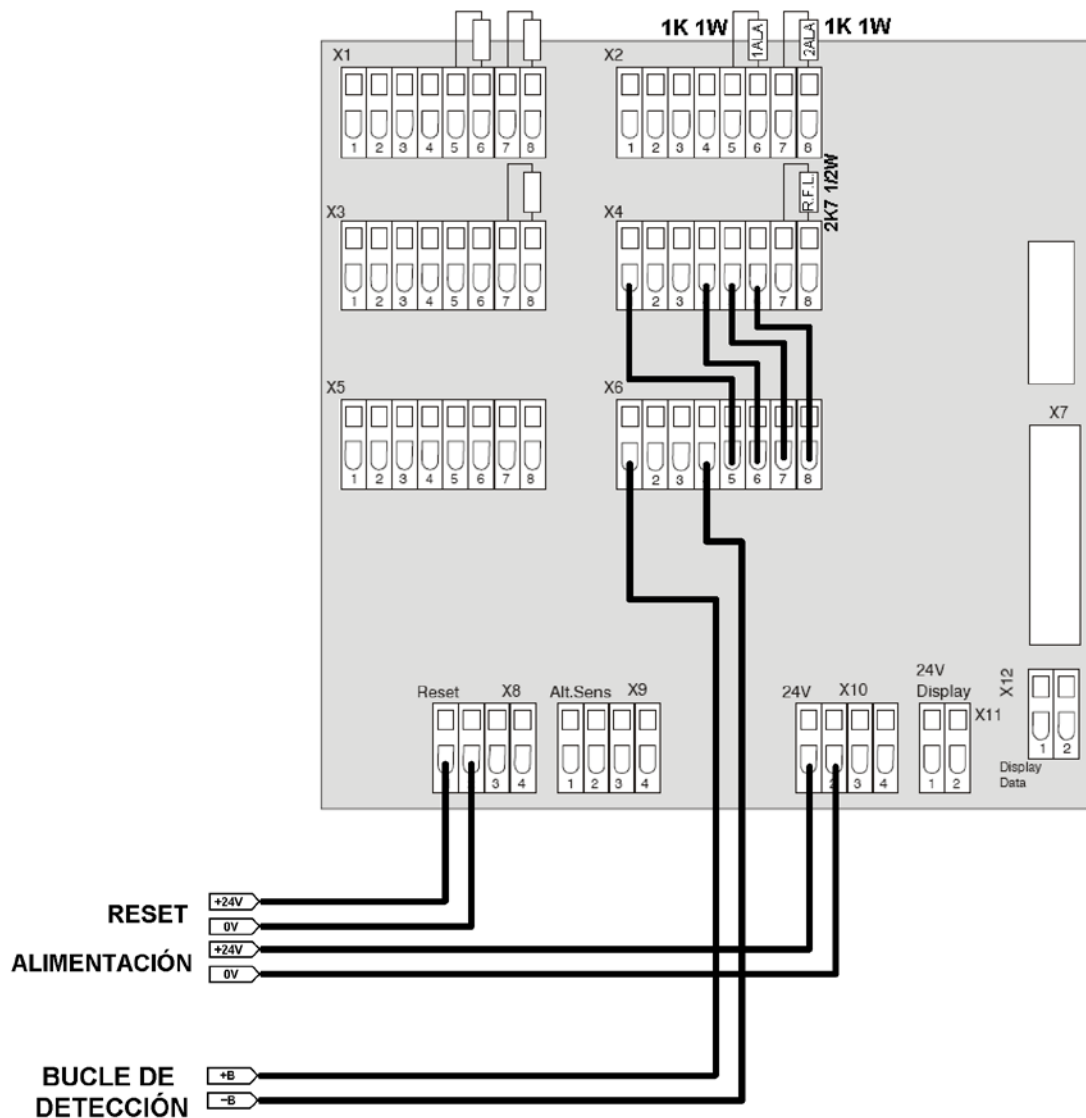 1K 1W 1ALA 2ALA 1K 1W
X1 X2
1 2 3 4 5 6 7 8 1 2 3 4 5 6 7 8
R.F.L.
2K7 1/2W
X3 X4
1 2 3 4 5 6 7 8 1 2 3 5 7 8
X5 X6
X7
1 2 3 4 5 6 7 8 1 2 3 5 6 7 8
Reset X8 Alt.Sens X9 24V X10 24V
Display
X11
X12
3 4 1 2 3 4 2 3 4 1 2 1 2
Display
Data
RESET
+24V
0V
ALIMENTACIÓN
+24V
0V
BUCLE DE
DETECCIÓN
+B
−B